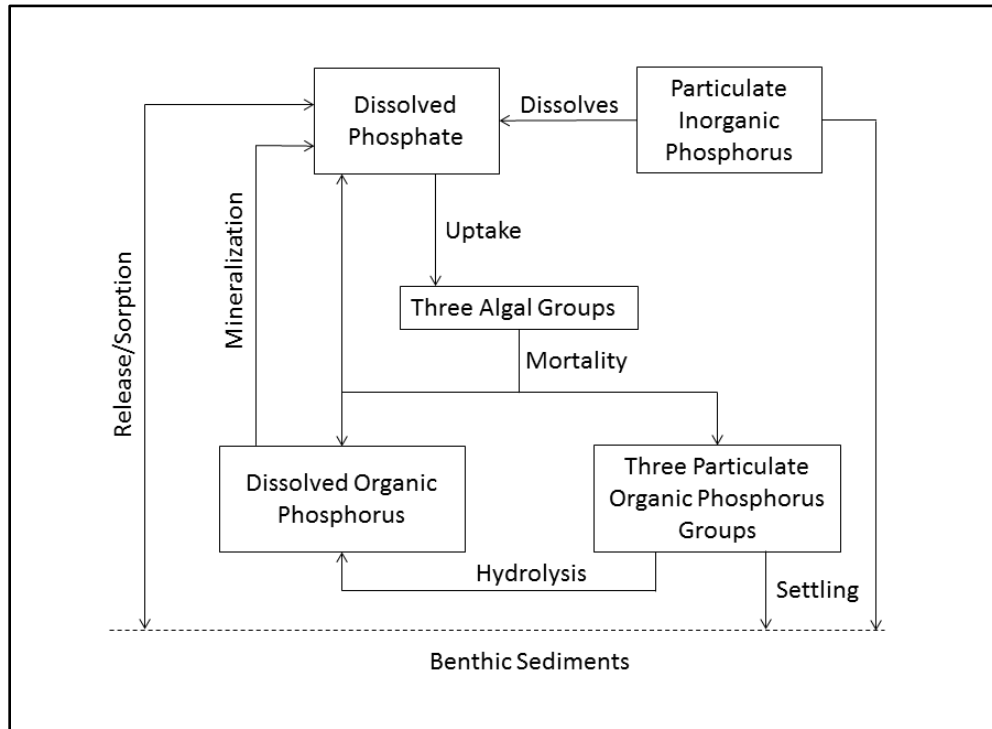 Dissolved
Phosphate
Dissolves
Particulate
Inorganic
Phosphorus
Release/Sorption
Mineralization
Uptake
Three Algal Groups
Mortality
Dissolved Organic
Phosphorus
Three Particulate
Organic Phosphorus
Groups
Hydrolysis
Settling
Benthic Sediments